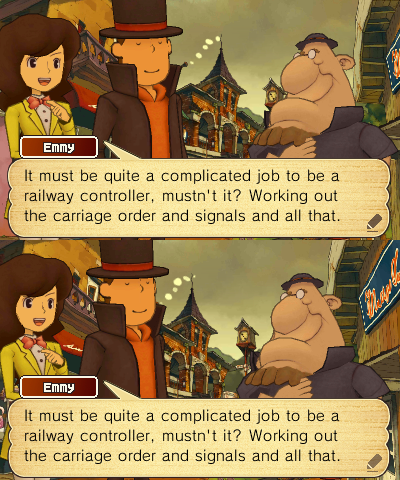 Emmy
It must be quite a complicated job to be a
railway controller, mustn't it? Working out
the carriage order and signals and all that.
Emmy
It must be quite a complicated job to be a
railway controller, mustn't it? Working out
the carriage order and signals and all that.